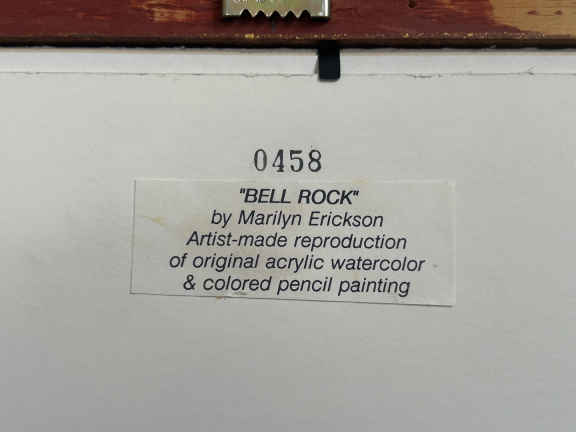 0458
"BELL ROCK"
by Marilyn Erickson
Artist-made reproduction
of original acrylic watercolor
& colored pencil painting